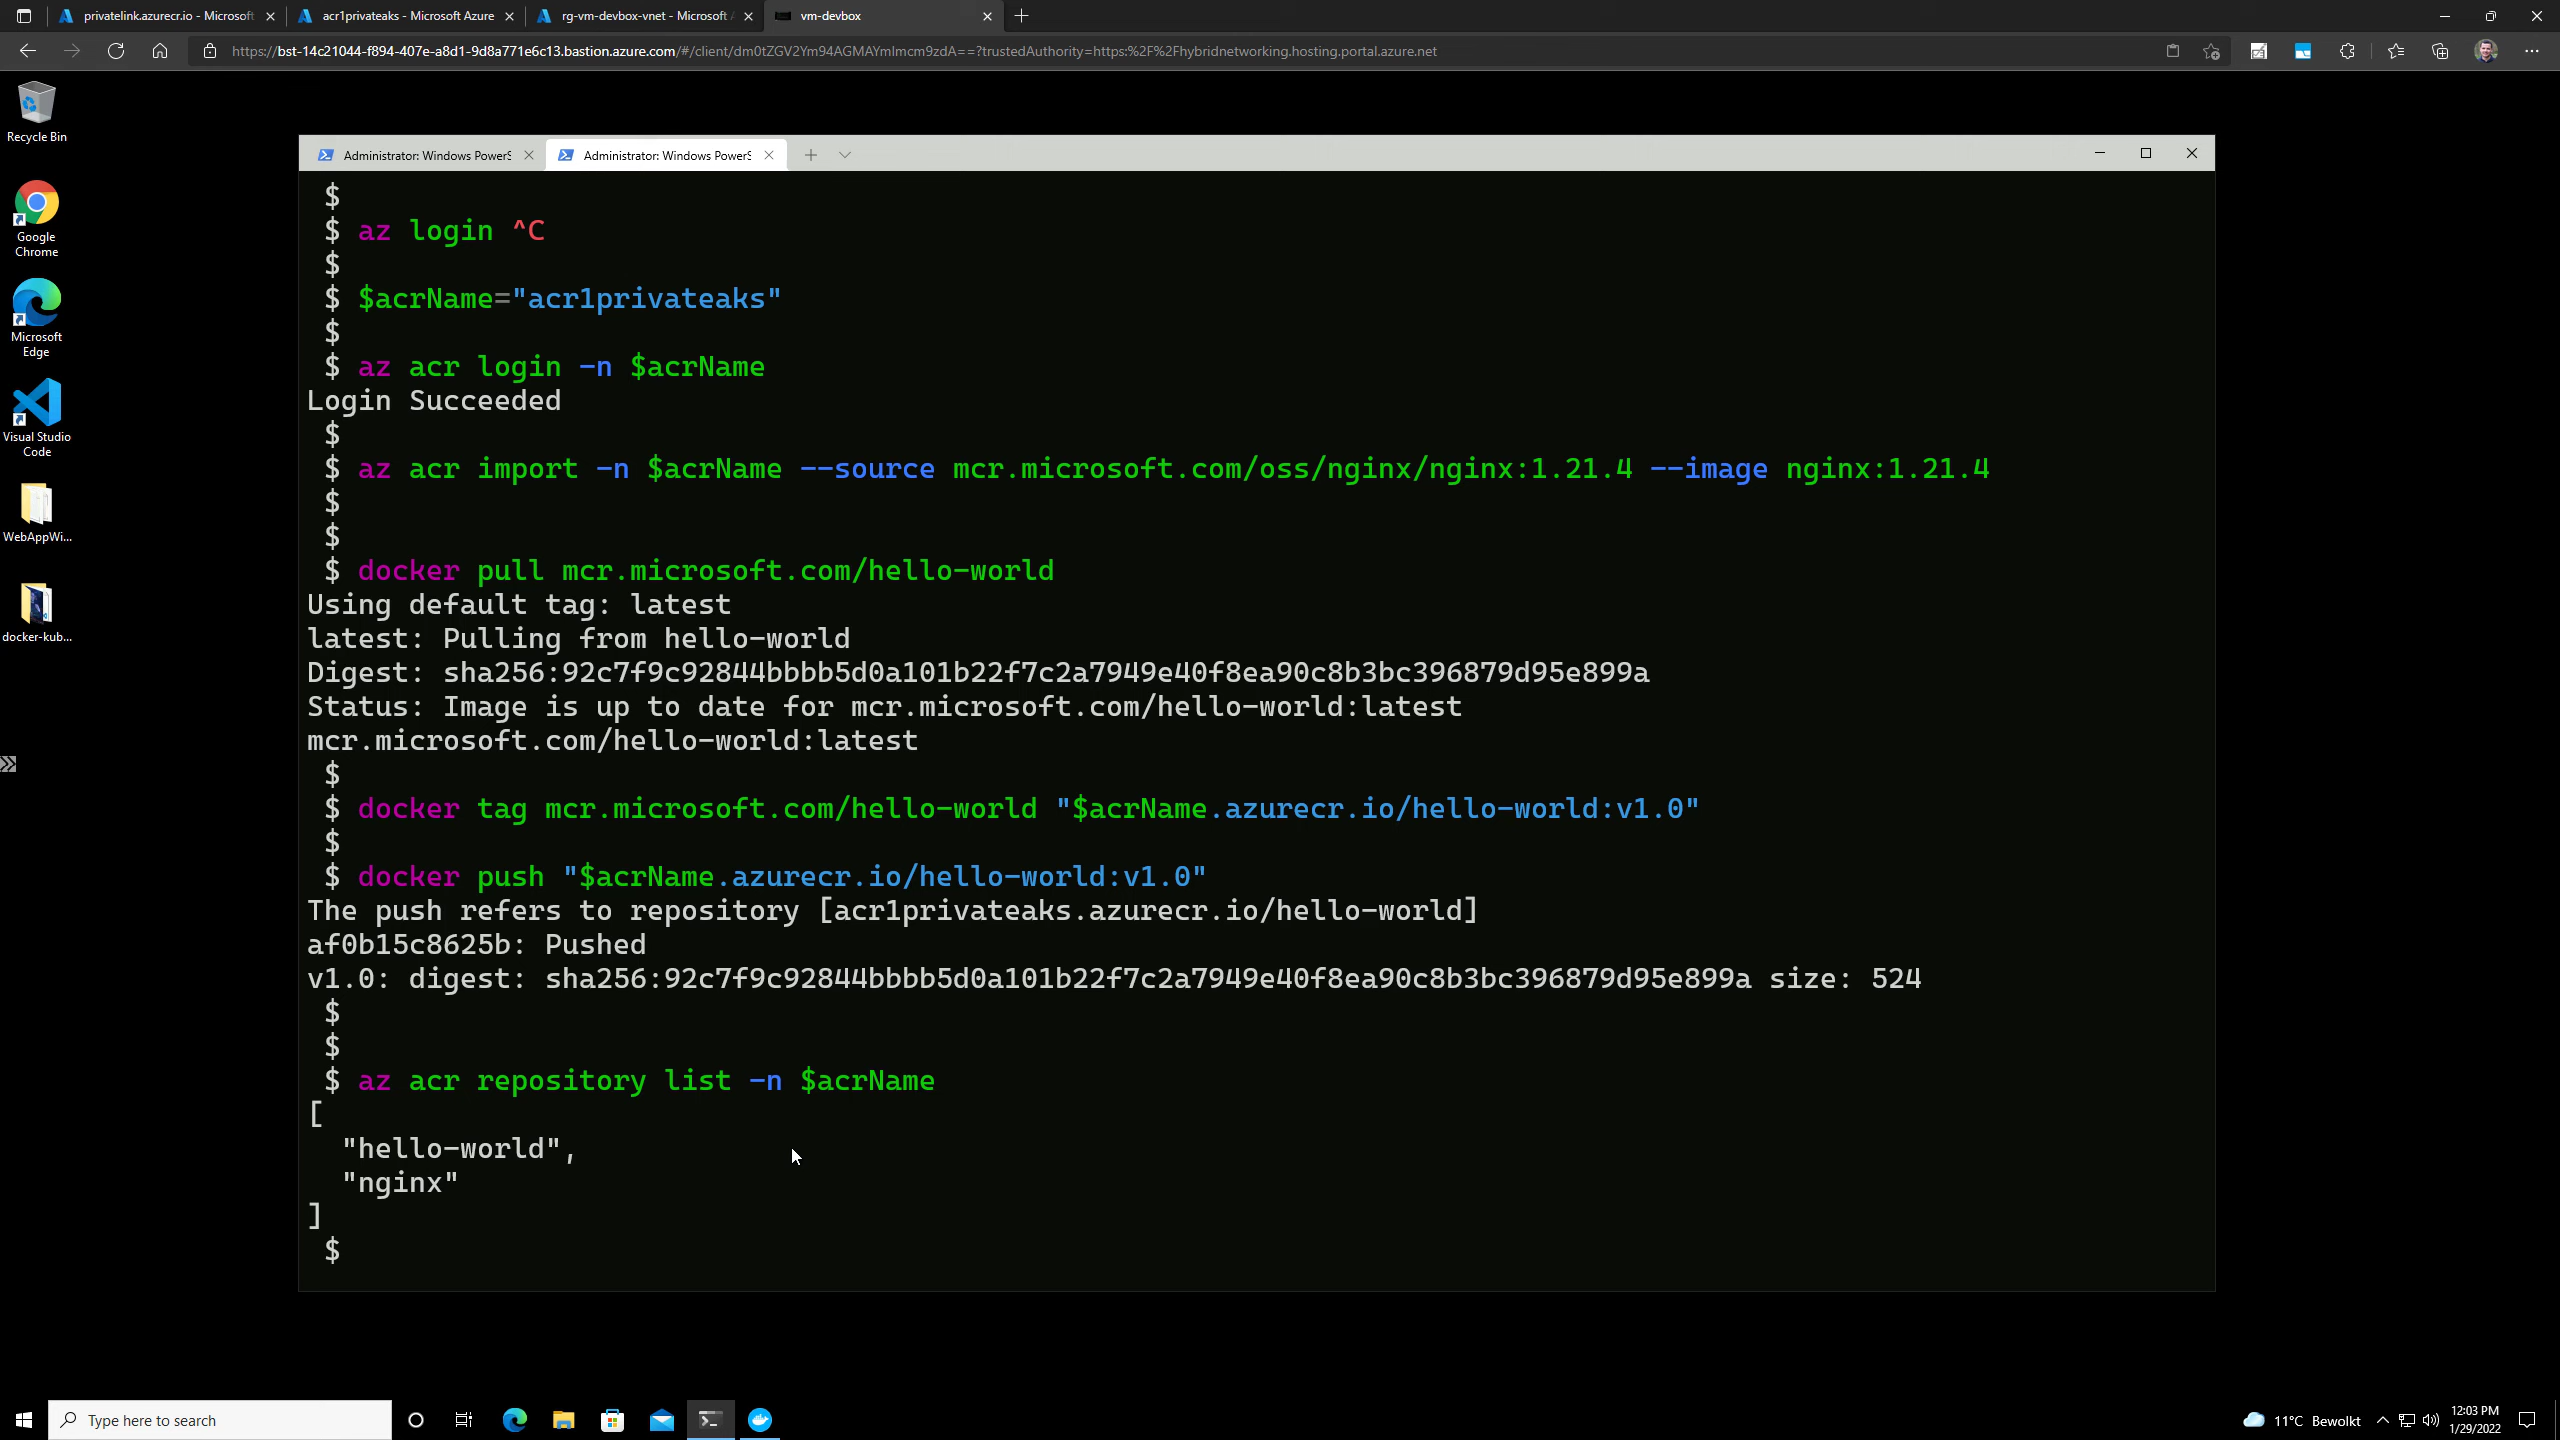 privatelink.azurecr.io - Microsoft
acr1privateaks - Microsoft Azure
rg-vm-devbox-vnet - Microsoft A
vm-devbox
https://bst-14c21044-f894-407e-a8d1-9d8a771e6c13.bastion.azure.com/#/client/dm0tZGV2Ym94AGMAYmlmcm9zdA==?trustedAuthority=https:%2F%2Fhybridnetworking.hosting.portal.azure.net
Recycle Bin
Google
Chrome
Microsoft
Edge
Visual Studio
Code
WebAppWi...
docker-kub...
Administrator: Windows PowerS
Administrator: Windows PowerS
$
$ az login ^C
$
$ $acrName="acr1privateaks"
$
$ az acr login -n $acrName
Login Succeeded
$
$ az acr import -n $acrName --source mcr.microsoft.com/oss/nginx/nginx:1.21.4 --image nginx:1.21.4
$
$
$ docker pull mcr.microsoft.com/hello-world
Using default tag: latest
latest: Pulling from hello-world
Digest: sha256:92c7f9c92844bbbb5d0a101b22f7c2a7949e40f8ea90c8b3bc396879d95e899a
Status: Image is up to date for mcr.microsoft.com/hello-world:latest
mcr.microsoft.com/hello-world:latest
$
$ docker tag mcr.microsoft.com/hello-world "$acrName.azurecr.io/hello-world:v1.0"
$
$ docker push "$acrName.azurecr.io/hello-world:v1.0"
The push refers to repository [acr1privateaks.azurecr.io/hello-world]
af0b15c8625b: Pushed
v1.0: digest: sha256:92c7f9c92844bbbb5d0a101b22f7c2a7949e40f8ea90c8b3bc396879d95e899a size: 524
$
$
$ az acr repository list -n $acrName
[
"hello-world",
"nginx"
]
$
Type here to search
11°C Bewolkt
12:03 PM
1/29/2022